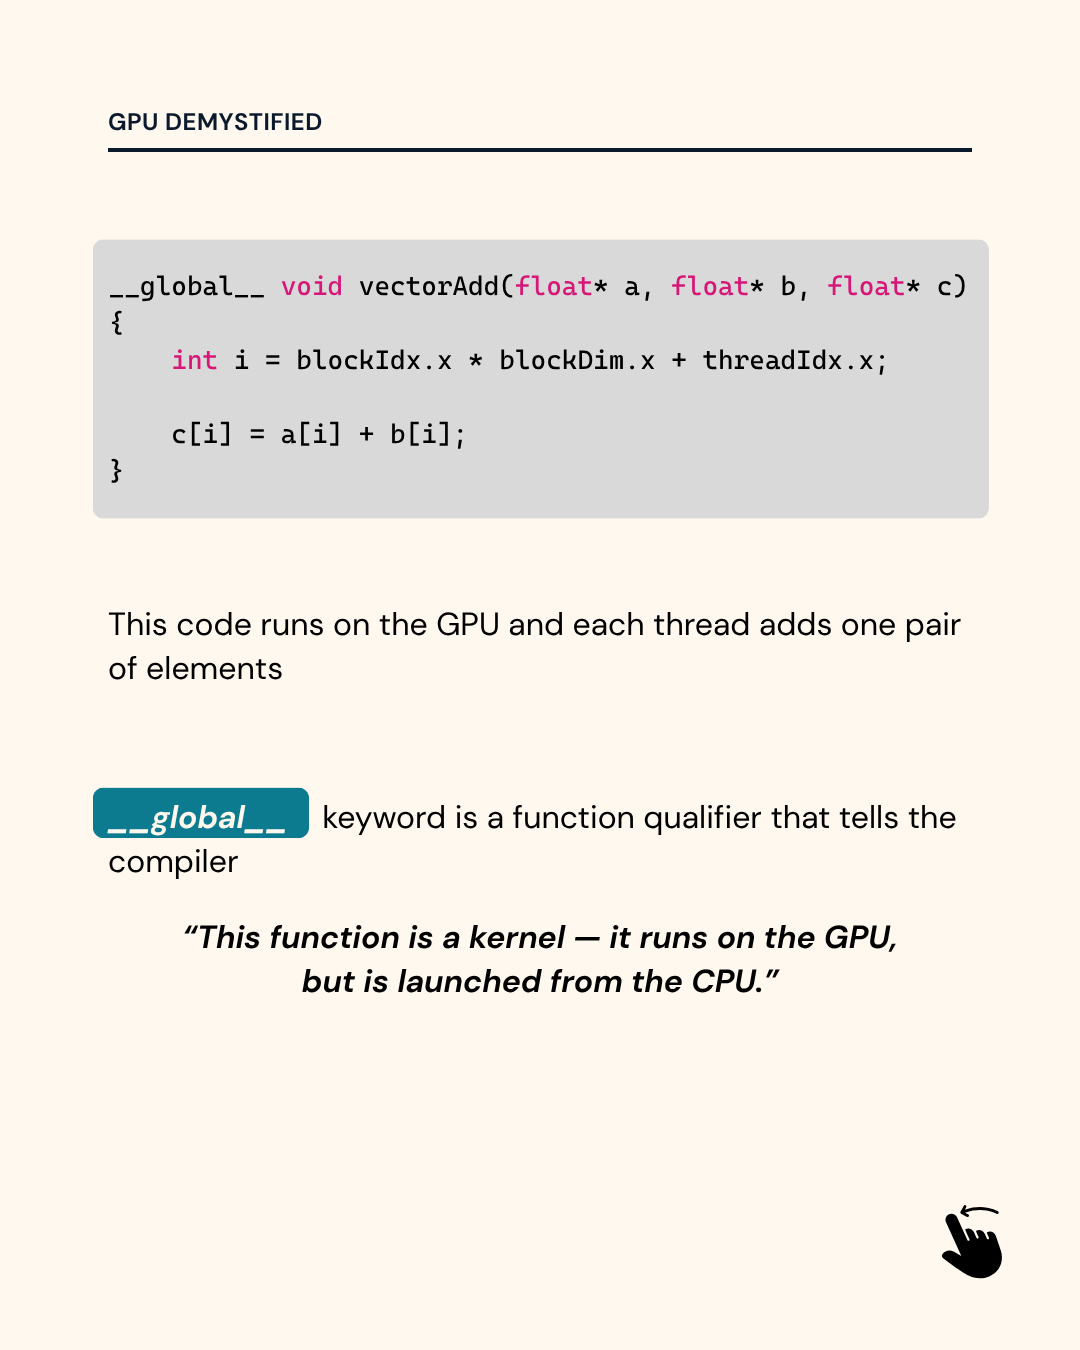 GPU DEMYSTIFIED
__global__ void vectorAdd(float* a, float* b, float* c)
{
    int i = blockIdx.x * blockDim.x + threadIdx.x;
    c[i] = a[i] + b[i];
}
This code runs on the GPU and each thread adds one pair
of elements
__global__ keyword is a function qualifier that tells the
compiler
“This function is a kernel — it runs on the GPU,
but is launched from the CPU.”